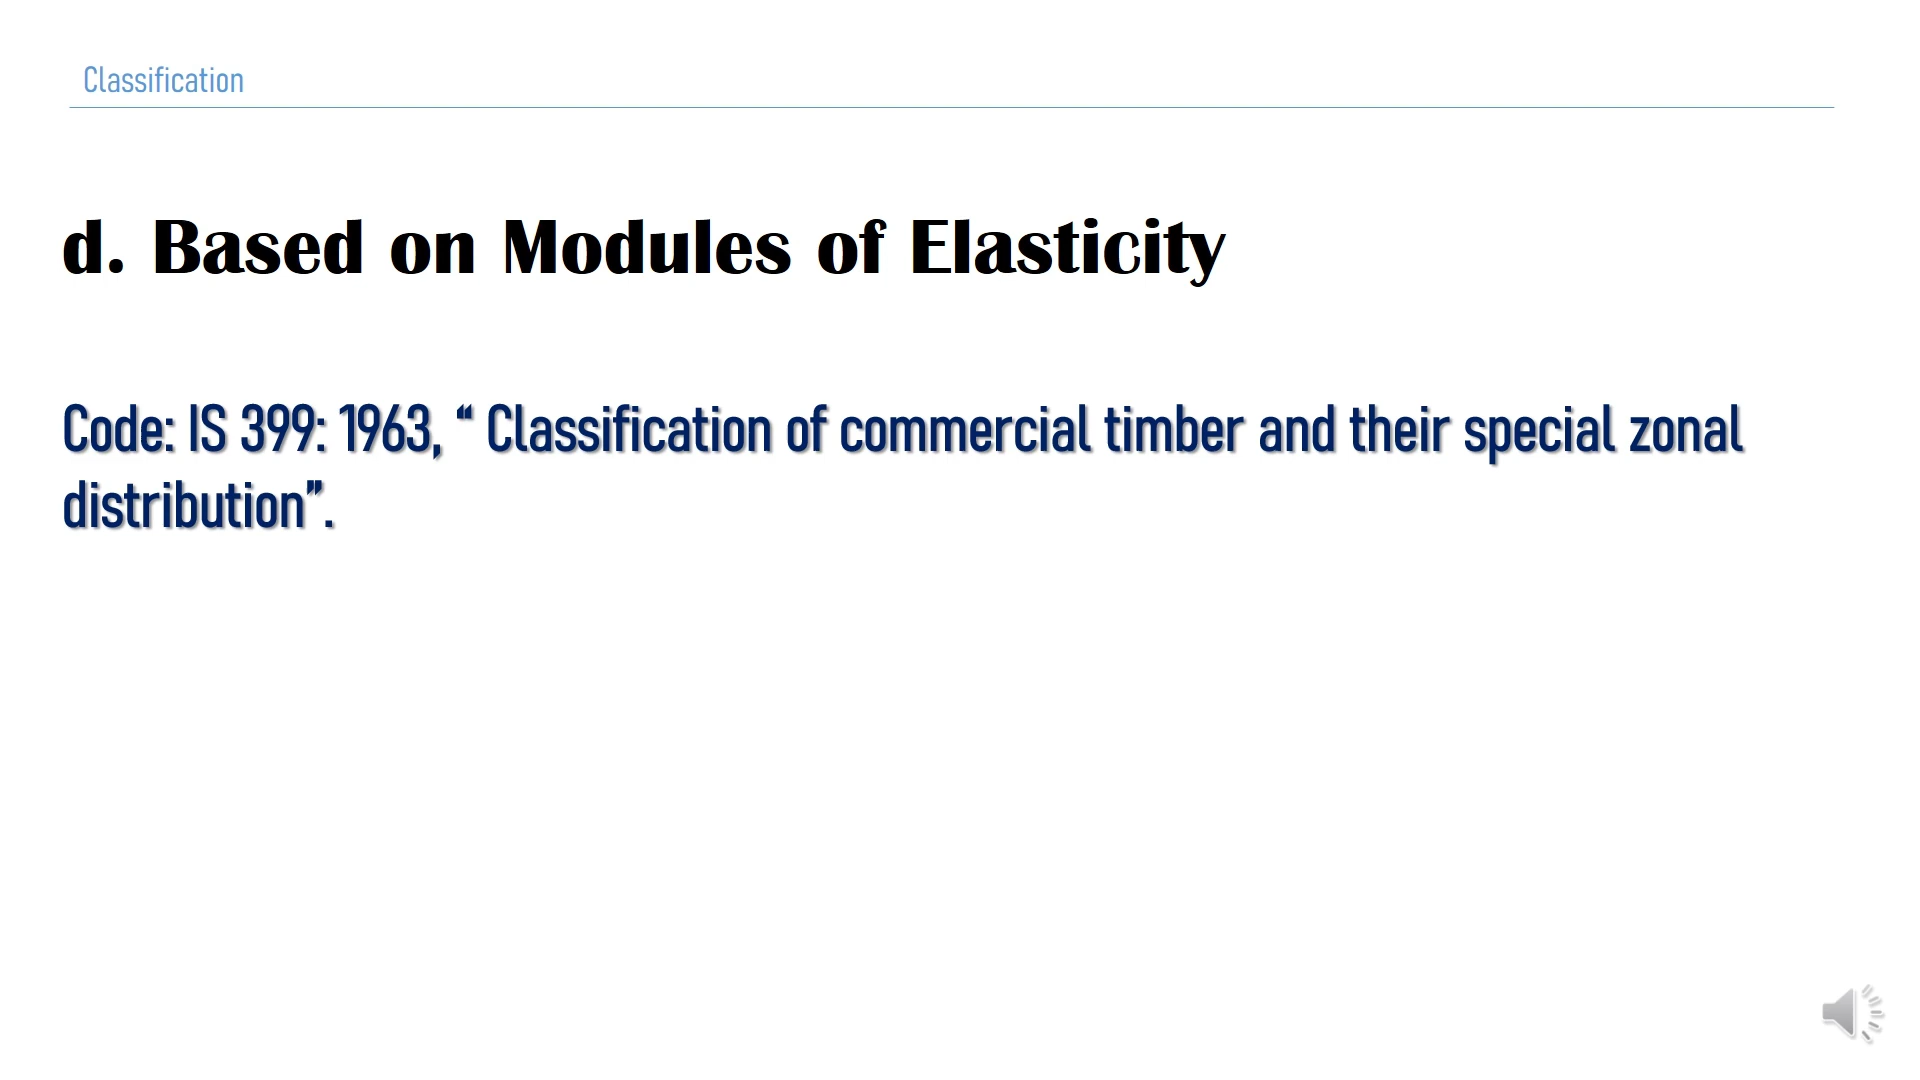 Classification
d. Based on Modules of Elasticity
Code: IS 399: 1963, “ Classification of commercial timber and their special zonal
distribution”.